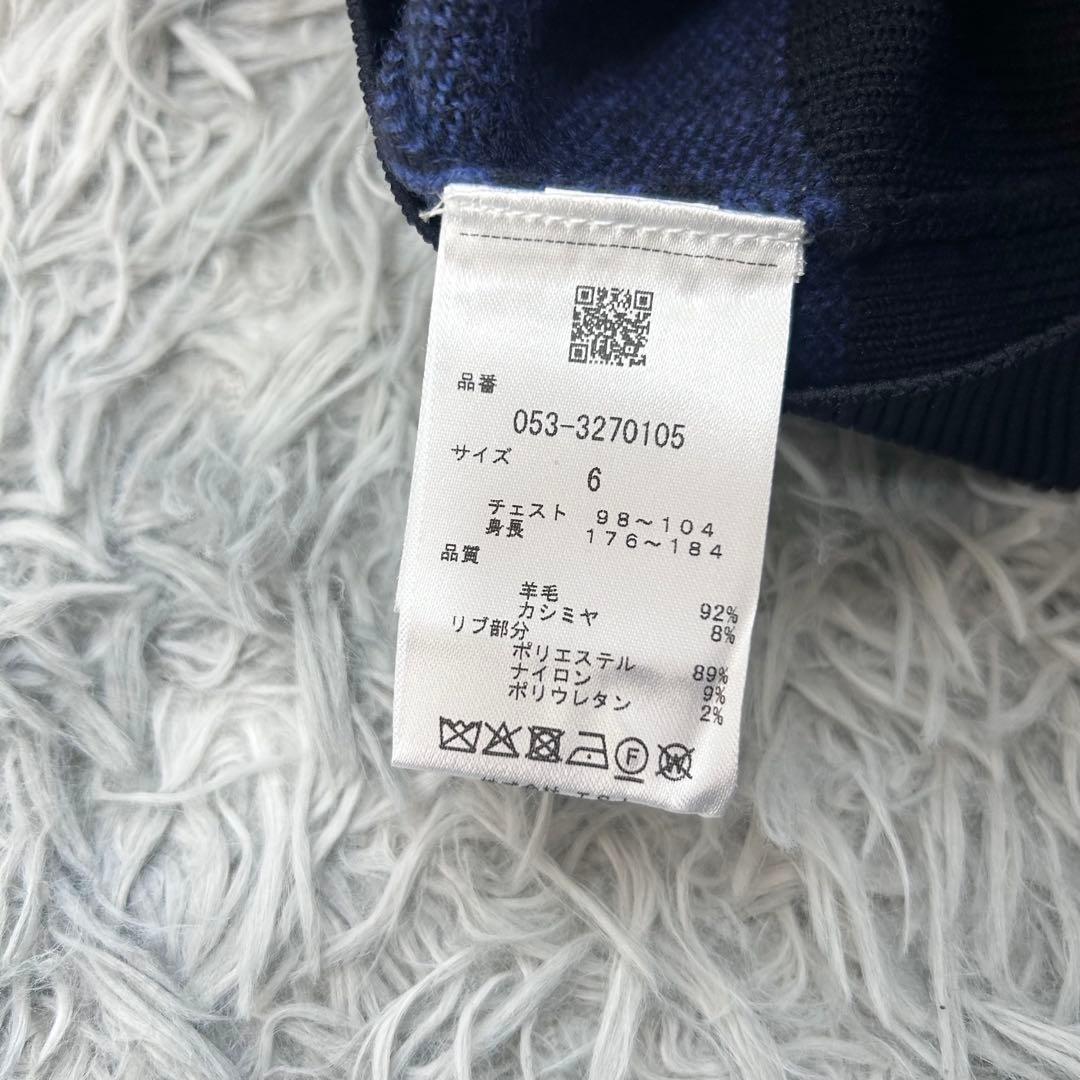 品番
053-3270105
サイズ
6
チェスト 98～104
身長 176～184
品質
羊毛 92%
カシミヤ 8%
リブ部分
ポリエステル 89%
ナイロン 9%
ポリウレタン 2%
F W